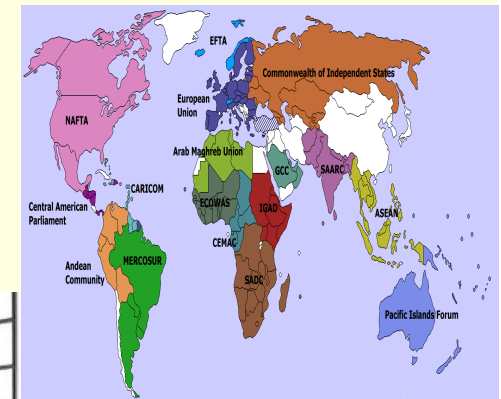 EFTA
Commonwealth of Independent States
European
Union
NAFTA
Arab Maghreb Union
SAARC
GCC
CARICOM
ECOWAS
IGAD
Central American
Parliament
ASEAN
CEMAC
Andean
Community
MERCOSUR
SADC
Pacific Islands Forum